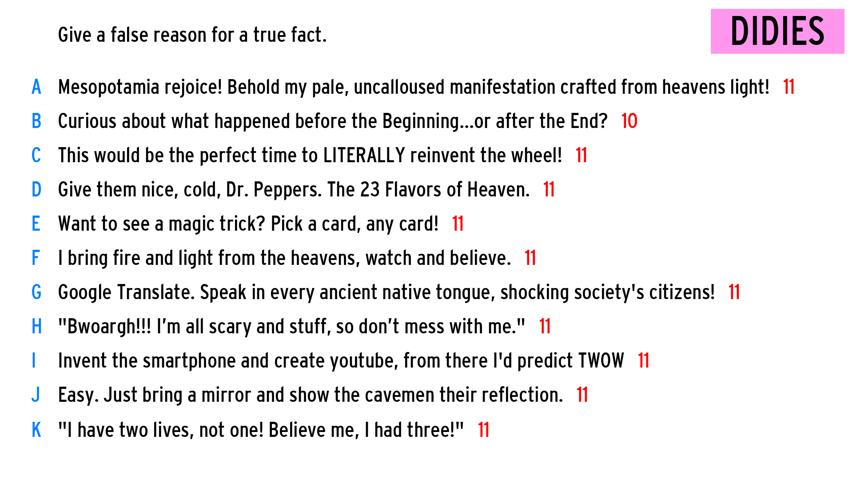 Give a false reason for a true fact.
DIDIES
A Mesopotamia rejoice! Behold my pale, uncalloused manifestation crafted from heavens light! 11
B Curious about what happened before the Beginning...or after the End? 10
C This would be the perfect time to LITERALLY reinvent the wheel! 11
D Give them nice, cold, Dr. Peppers. The 23 Flavors of Heaven. 11
E Want to see a magic trick? Pick a card, any card! 11
F I bring fire and light from the heavens, watch and believe. 11
G Google Translate. Speak in every ancient native tongue, shocking society's citizens! 11
H "Bwoargh!!! I’m all scary and stuff, so don’t mess with me." 11
I Invent the smartphone and create youtube, from there I'd predict TWOW 11
J Easy. Just bring a mirror and show the cavemen their reflection. 11
K "I have two lives, not one! Believe me, I had three!" 11